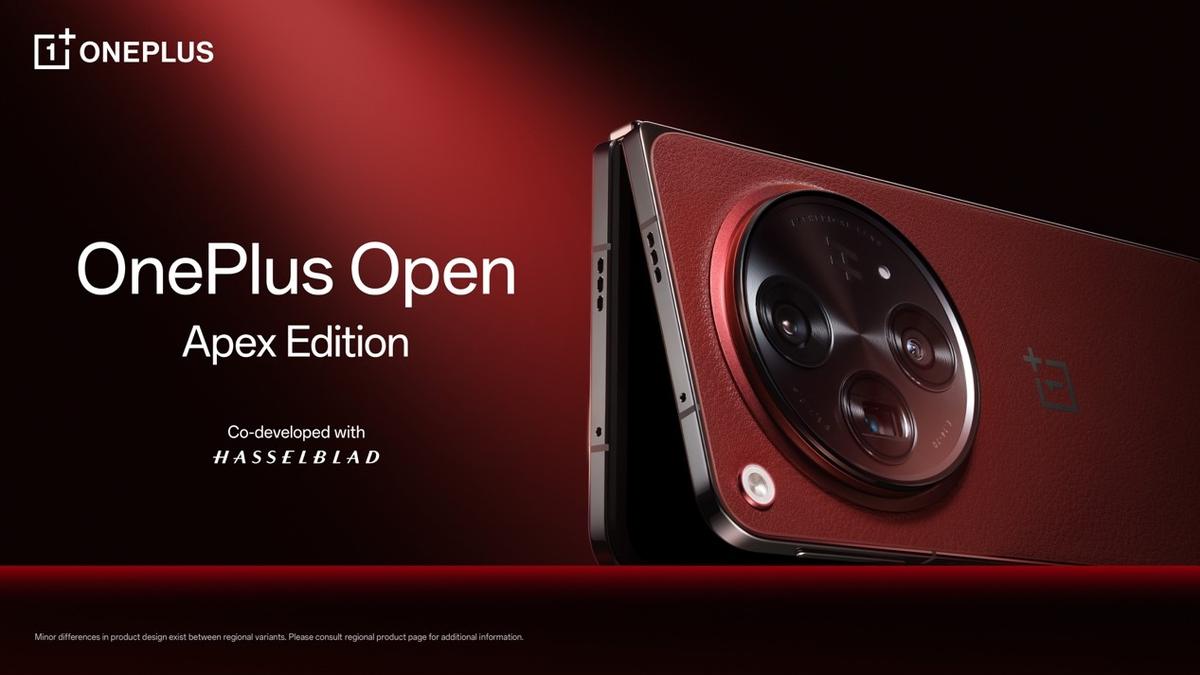 ONEPLUS
OnePlus Open
Apex Edition
Co-developed with
HASSELBLAD
Minor differences in product design exist between regional variants. Please consult regional product page for additional information.